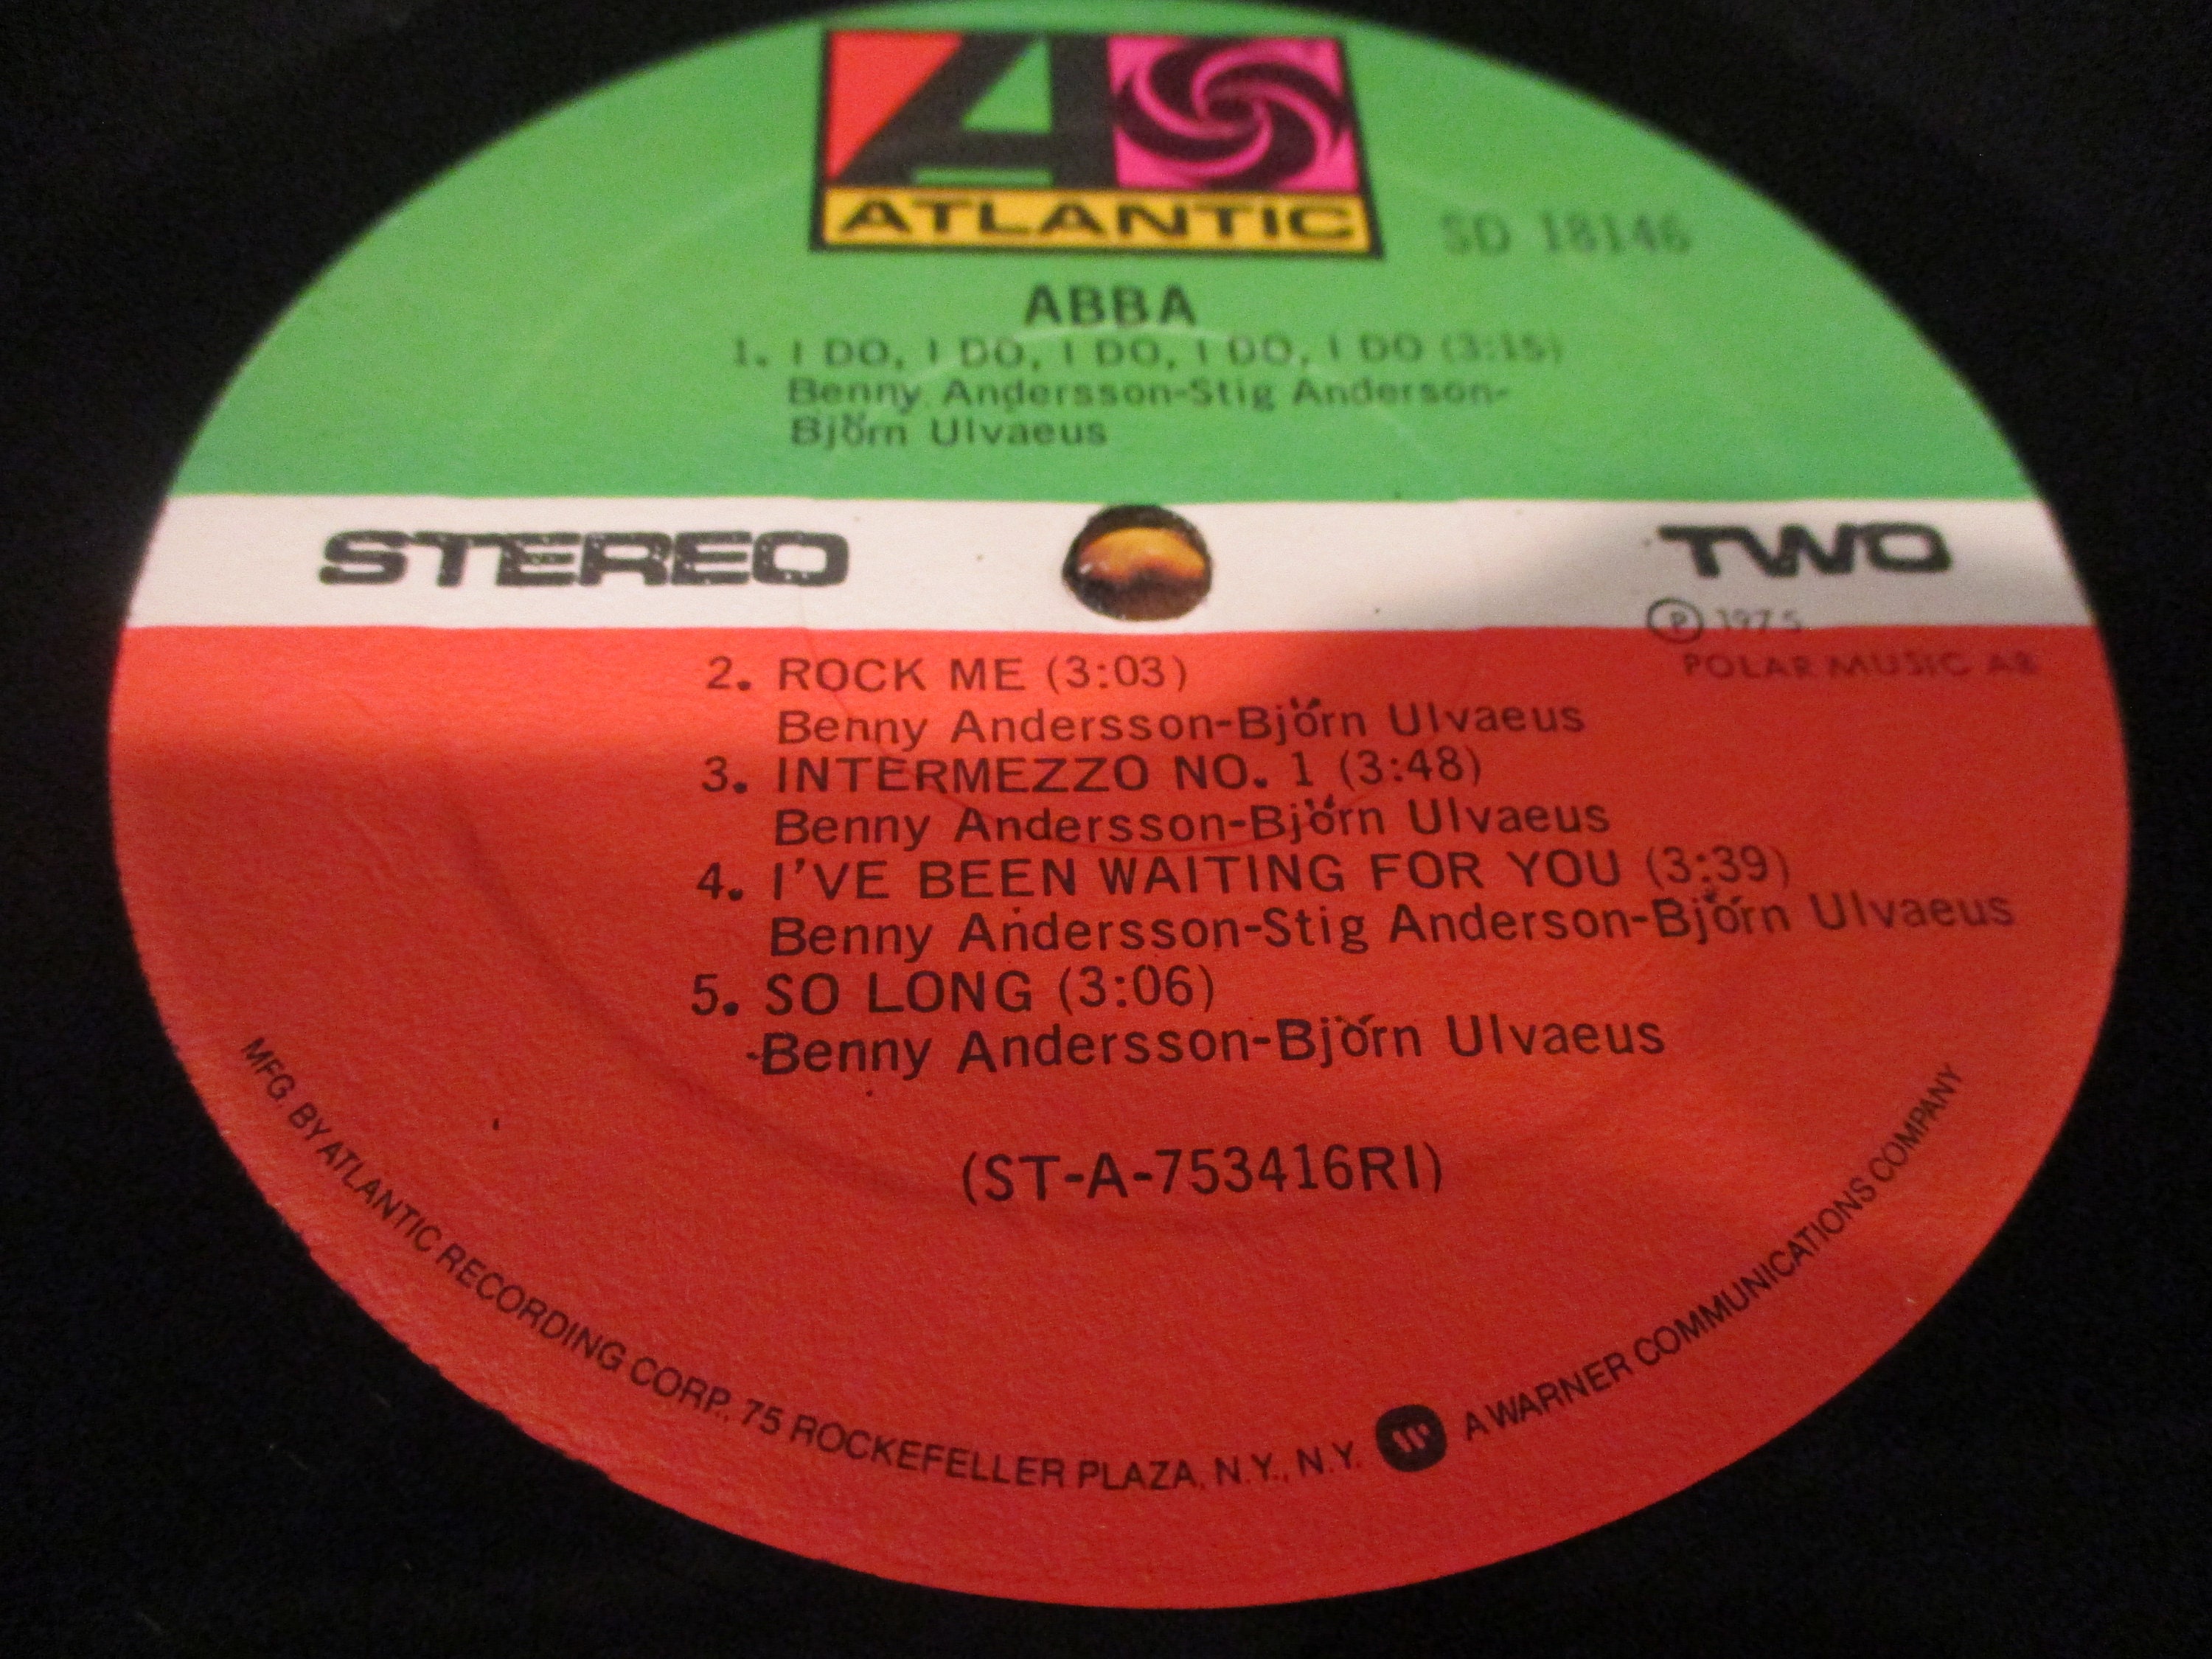 ATLANTIC
SD 18146
ABBA
1. I DO, I DO, I DO, I DO, I DO (3:15)
Benny Andersson-Stig Anderson-
Björn Ulvaeus
STEREO
TWO
Ⓟ 1975
POLAR MUSIC AB
2. ROCK ME (3:03)
Benny Andersson-Björn Ulvaeus
3. INTERMEZZO NO. 1 (3:48)
Benny Andersson-Björn Ulvaeus
4. I'VE BEEN WAITING FOR YOU (3:39)
Benny Andersson-Stig Anderson-Björn Ulvaeus
5. SO LONG (3:06)
Benny Andersson-Björn Ulvaeus
(ST-A-753416RI)
MFG. BY ATLANTIC RECORDING CORP., 75 ROCKEFELLER PLAZA, N.Y., N.Y. A WARNER COMMUNICATIONS COMPANY